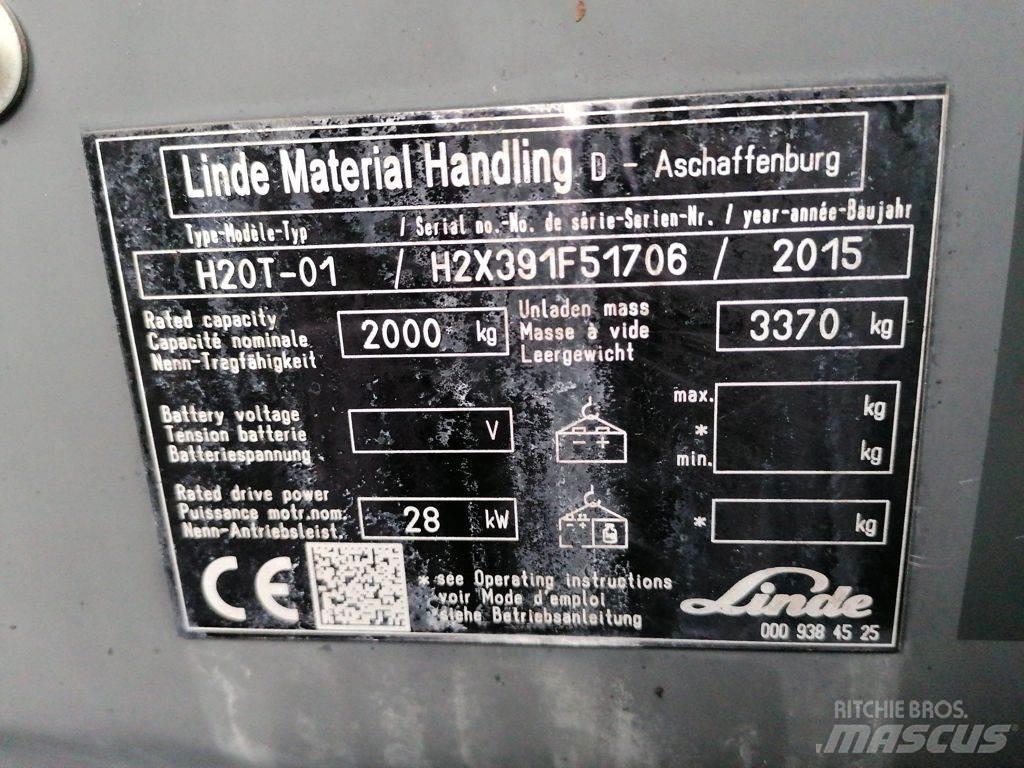 Linde Material Handling D - Aschaffenburg
Type-Modèle-Typ / Serial no.-No. de série-Serien-Nr. / year-année-Baujahr
H20T-01 / H2X391F51706 / 2015
Rated capacity
Capacité nominale
Nenn-Tragfähigkeit
2000 kg
Unladen mass
Masse à vide
Leergewicht
3370 kg
Battery voltage
Tension batterie
Batteriespannung
V
max. kg
*
min. kg
Rated drive power
Puissance motr.nom.
Nenn-Antriebsleist.
28 kW
* kg
CE
* see Operating instructions
voir Mode d'emploi
siehe Betriebsanleitung
Linde
000 938 45 25
RITCHIE BROS.
MASCUS